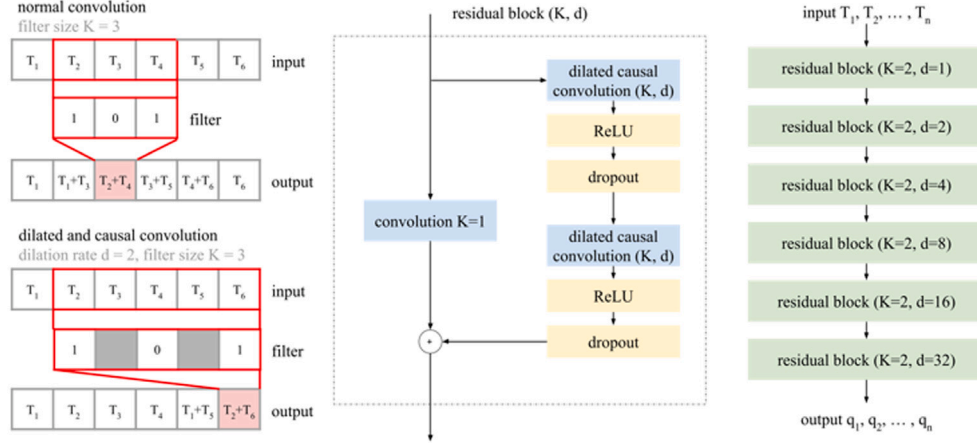 normal convolution
filter size K = 3
T₁ T₂ T₃ T₄ T₅ T₆ input
1 0 1 filter
T₁ T₁+T₃ T₂+T₄ T₃+T₅ T₄+T₆ T₆ output
dilated and causal convolution
dilation rate d = 2, filter size K = 3
T₁ T₂ T₃ T₄ T₅ T₆ input
1 0 1 filter
T₁ T₂ T₃ T₄ T₁+T₅ T₂+T₆ output
residual block (K, d)
dilated causal
convolution (K, d)
ReLU
dropout
convolution K=1
dilated causal
convolution (K, d)
ReLU
dropout
+
input T₁, T₂, … , Tₙ
residual block (K=2, d=1)
residual block (K=2, d=2)
residual block (K=2, d=4)
residual block (K=2, d=8)
residual block (K=2, d=16)
residual block (K=2, d=32)
output q₁, q₂, … , qₙ